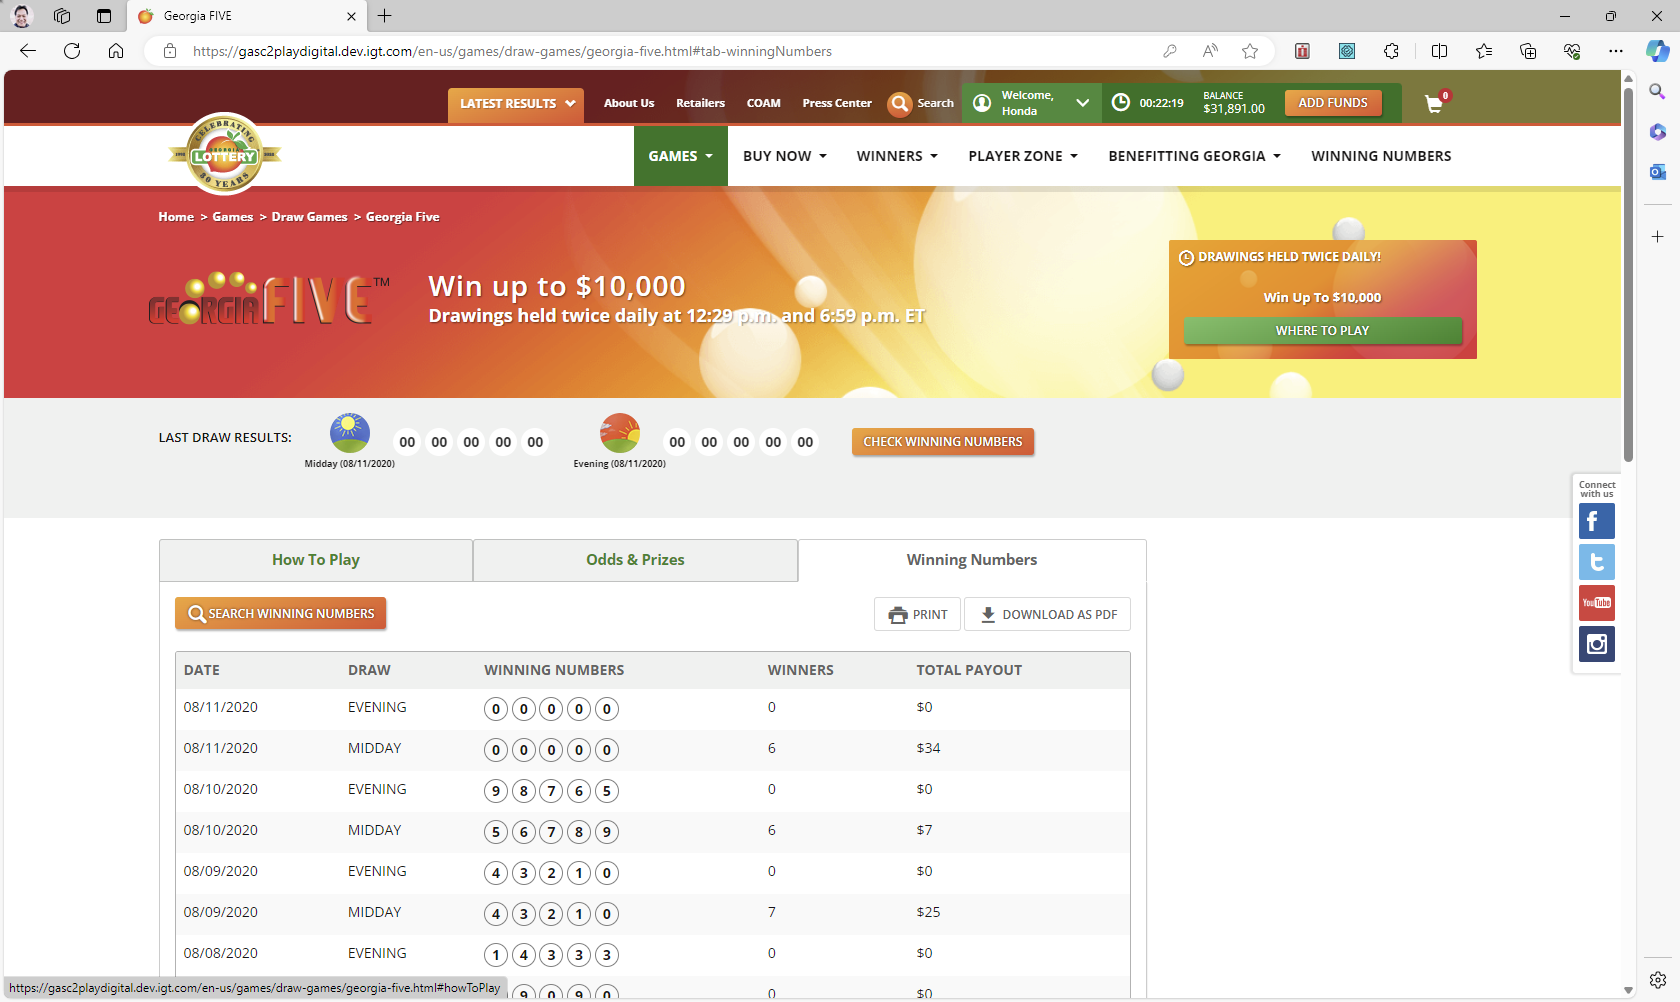 Georgia FIVE
https://gasc2playdigital.dev.igt.com/en-us/games/draw-games/georgia-five.html#tab-winningNumbers
LATEST RESULTS
About Us
Retailers
COAM
Press Center
Search
Welcome,
Honda
00:22:19
BALANCE
$31,891.00
ADD FUNDS
0
CELEBRATING
GEORGIA
LOTTERY
30 YEARS
GAMES
BUY NOW
WINNERS
PLAYER ZONE
BENEFITTING GEORGIA
WINNING NUMBERS
Home > Games > Draw Games > Georgia Five
GEORGIA FIVE™
Win up to $10,000
Drawings held twice daily at 12:29 p.m. and 6:59 p.m. ET
DRAWINGS HELD TWICE DAILY!
Win Up To $10,000
WHERE TO PLAY
LAST DRAW RESULTS:
Midday (08/11/2020)
00 00 00 00 00
Evening (08/11/2020)
00 00 00 00 00
CHECK WINNING NUMBERS
Connect
with us
f
t
YouTube
How To Play
Odds & Prizes
Winning Numbers
SEARCH WINNING NUMBERS
PRINT
DOWNLOAD AS PDF
DATE DRAW WINNING NUMBERS WINNERS TOTAL PAYOUT
08/11/2020 EVENING 0 0 0 0 0 0 $0
08/11/2020 MIDDAY 0 0 0 0 0 6 $34
08/10/2020 EVENING 9 8 7 6 5 0 $0
08/10/2020 MIDDAY 5 6 7 8 9 6 $7
08/09/2020 EVENING 4 3 2 1 0 0 $0
08/09/2020 MIDDAY 4 3 2 1 0 7 $25
08/08/2020 EVENING 1 4 3 3 3 0 $0
9 0 9 0 0 $0
https://gasc2playdigital.dev.igt.com/en-us/games/draw-games/georgia-five.html#howToPlay